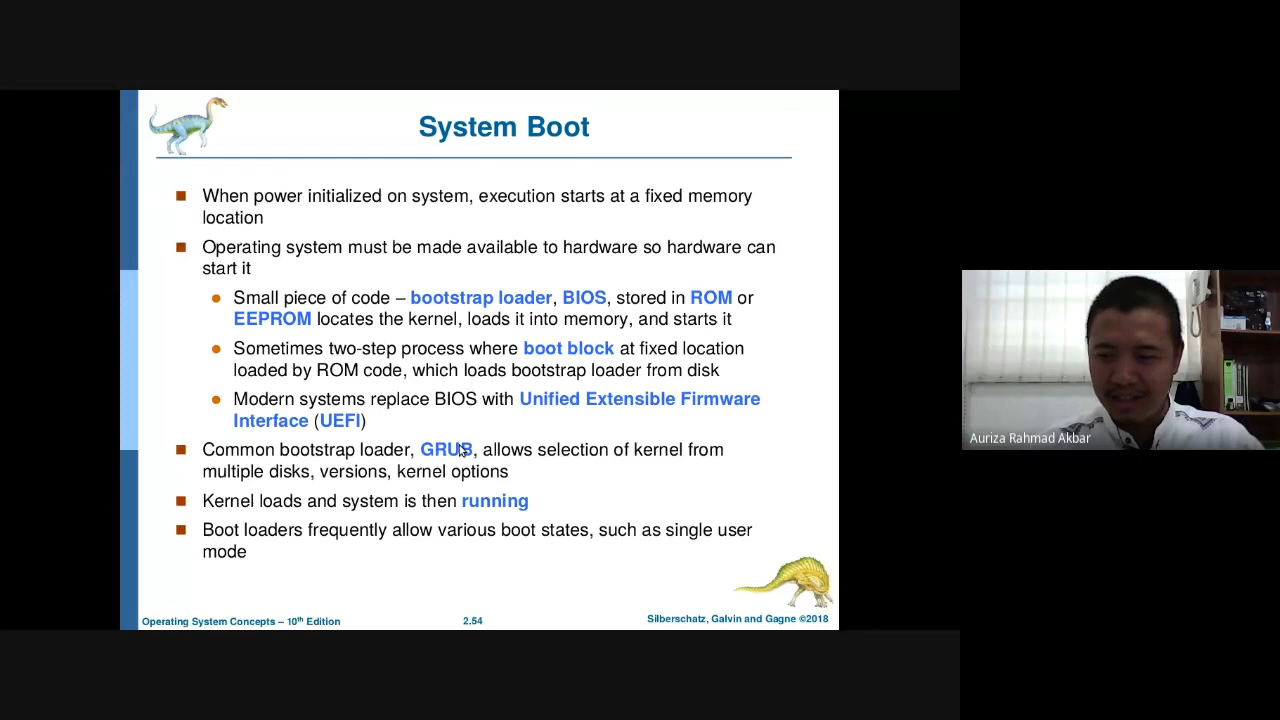 System Boot
When power initialized on system, execution starts at a fixed memory
location
Operating system must be made available to hardware so hardware can
start it
Small piece of code – bootstrap loader, BIOS, stored in ROM or
EEPROM locates the kernel, loads it into memory, and starts it
Sometimes two-step process where boot block at fixed location
loaded by ROM code, which loads bootstrap loader from disk
Modern systems replace BIOS with Unified Extensible Firmware
Interface (UEFI)
Common bootstrap loader, GRUB, allows selection of kernel from
multiple disks, versions, kernel options
Kernel loads and system is then running
Boot loaders frequently allow various boot states, such as single user
mode
Operating System Concepts – 10th Edition
2.54
Silberschatz, Galvin and Gagne ©2018
Auriza Rahmad Akbar